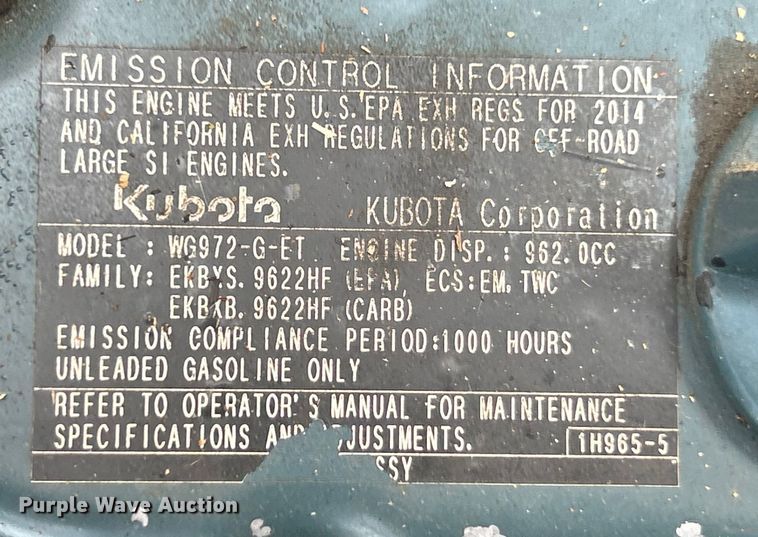 EMISSION CONTROL INFORMATION
THIS ENGINE MEETS U.S. EPA EXH REGS FOR 2014
AND CALIFORNIA EXH REGULATIONS FOR OFF-ROAD
LARGE SI ENGINES.
Kubota KUBOTA Corporation
MODEL : WG972-G-ET ENGINE DISP.: 962.0CC
FAMILY: EKBXS.9622HF (EPA), ECS:EM, TWC
EKBXB.9622HF (CARB)
EMISSION COMPLIANCE PERIOD:1000 HOURS
UNLEADED GASOLINE ONLY
REFER TO OPERATOR'S MANUAL FOR MAINTENANCE
SPECIFICATIONS AND JUSTMENTS. 1H965-5
SSY
Purple Wave Auction